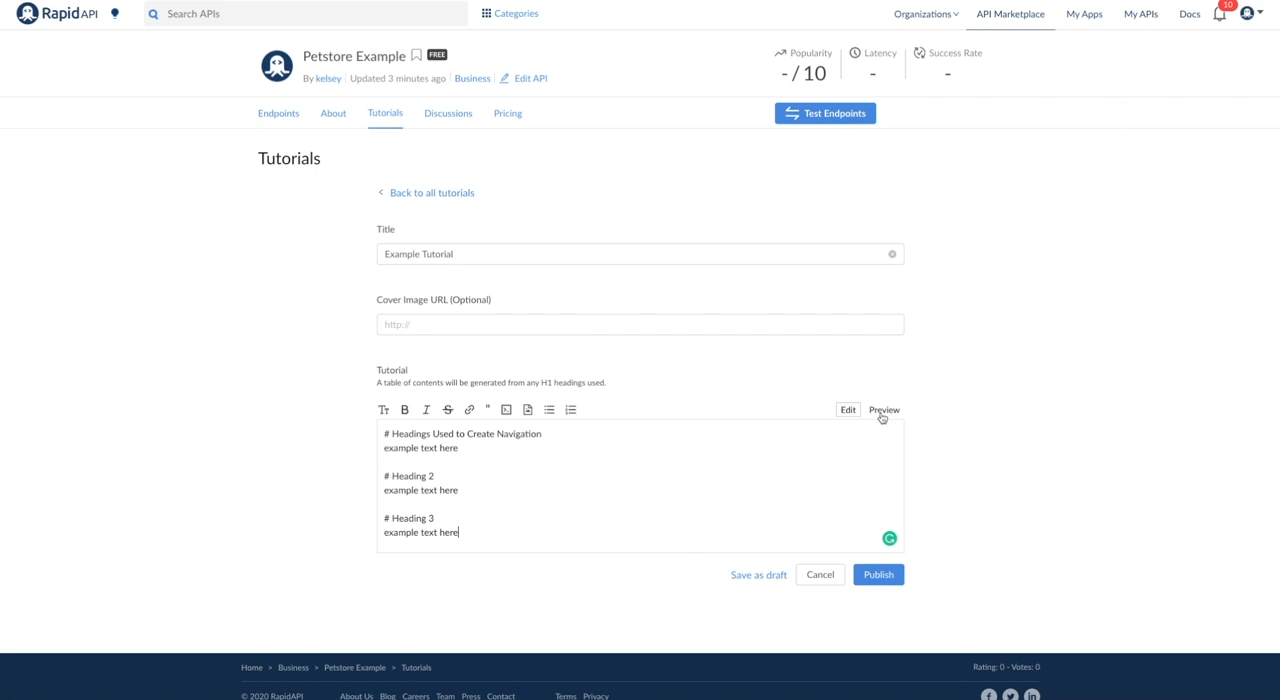 RapidAPI
Search APIs
Categories
Organizations
API Marketplace
My Apps
My APIs
Docs
10
Petstore Example FREE
By kelsey Updated 3 minutes ago Business Edit API
Popularity
- / 10
Latency
-
Success Rate
-
Endpoints
About
Tutorials
Discussions
Pricing
Test Endpoints
Tutorials
< Back to all tutorials
Title
Example Tutorial
Cover Image URL (Optional)
http://
Tutorial
A table of contents will be generated from any H1 headings used.
Edit
Preview
# Headings Used to Create Navigation
example text here
# Heading 2
example text here
# Heading 3
example text here
Save as draft
Cancel
Publish
Home > Business > Petstore Example > Tutorials
Rating: 0 - Votes: 0
© 2020 RapidAPI
About Us Blog Careers Team Press Contact
Terms Privacy